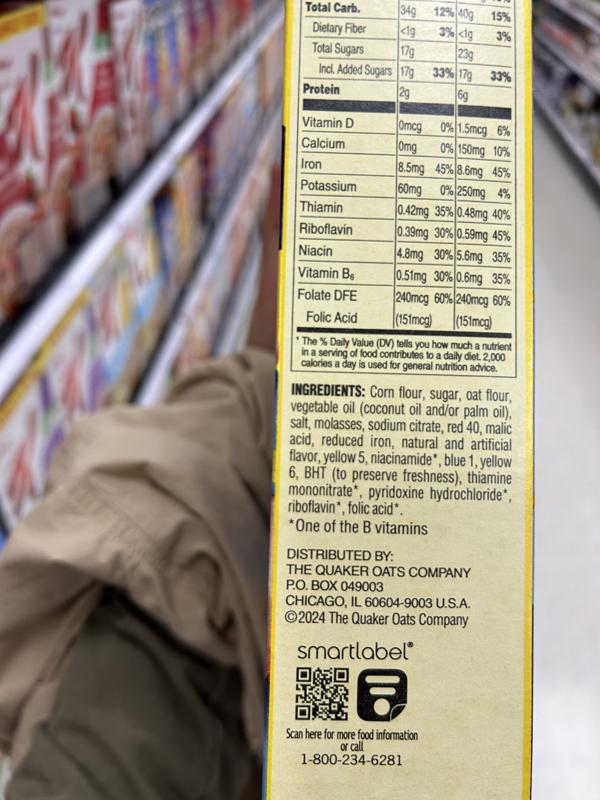 Total Carb. 34g 12% 40g 15%
Dietary Fiber <1g 3% <1g 3%
Total Sugars 17g 23g
Incl. Added Sugars 17g 33% 17g 33%
Protein 2g 6g
Vitamin D 0mcg 0% 1.5mcg 6%
Calcium 0mg 0% 150mg 10%
Iron 8.5mg 45% 8.6mg 45%
Potassium 60mg 0% 250mg 4%
Thiamin 0.42mg 35% 0.48mg 40%
Riboflavin 0.39mg 30% 0.59mg 45%
Niacin 4.8mg 30% 5.6mg 35%
Vitamin B6 0.51mg 30% 0.6mg 35%
Folate DFE 240mcg 60% 240mcg 60%
Folic Acid (151mcg) (151mcg)
* The % Daily Value (DV) tells you how much a nutrient
in a serving of food contributes to a daily diet. 2,000
calories a day is used for general nutrition advice.
INGREDIENTS: Corn flour, sugar, oat flour,
vegetable oil (coconut oil and/or palm oil),
salt, molasses, sodium citrate, red 40, malic
acid, reduced iron, natural and artificial
flavor, yellow 5, niacinamide*, blue 1, yellow
6, BHT (to preserve freshness), thiamine
mononitrate*, pyridoxine hydrochloride*,
riboflavin*, folic acid*.
*One of the B vitamins
DISTRIBUTED BY:
THE QUAKER OATS COMPANY
P.O. BOX 049003
CHICAGO, IL 60604-9003 U.S.A.
©2024 The Quaker Oats Company
smartlabel®
Scan here for more food information
or call
1-800-234-6281